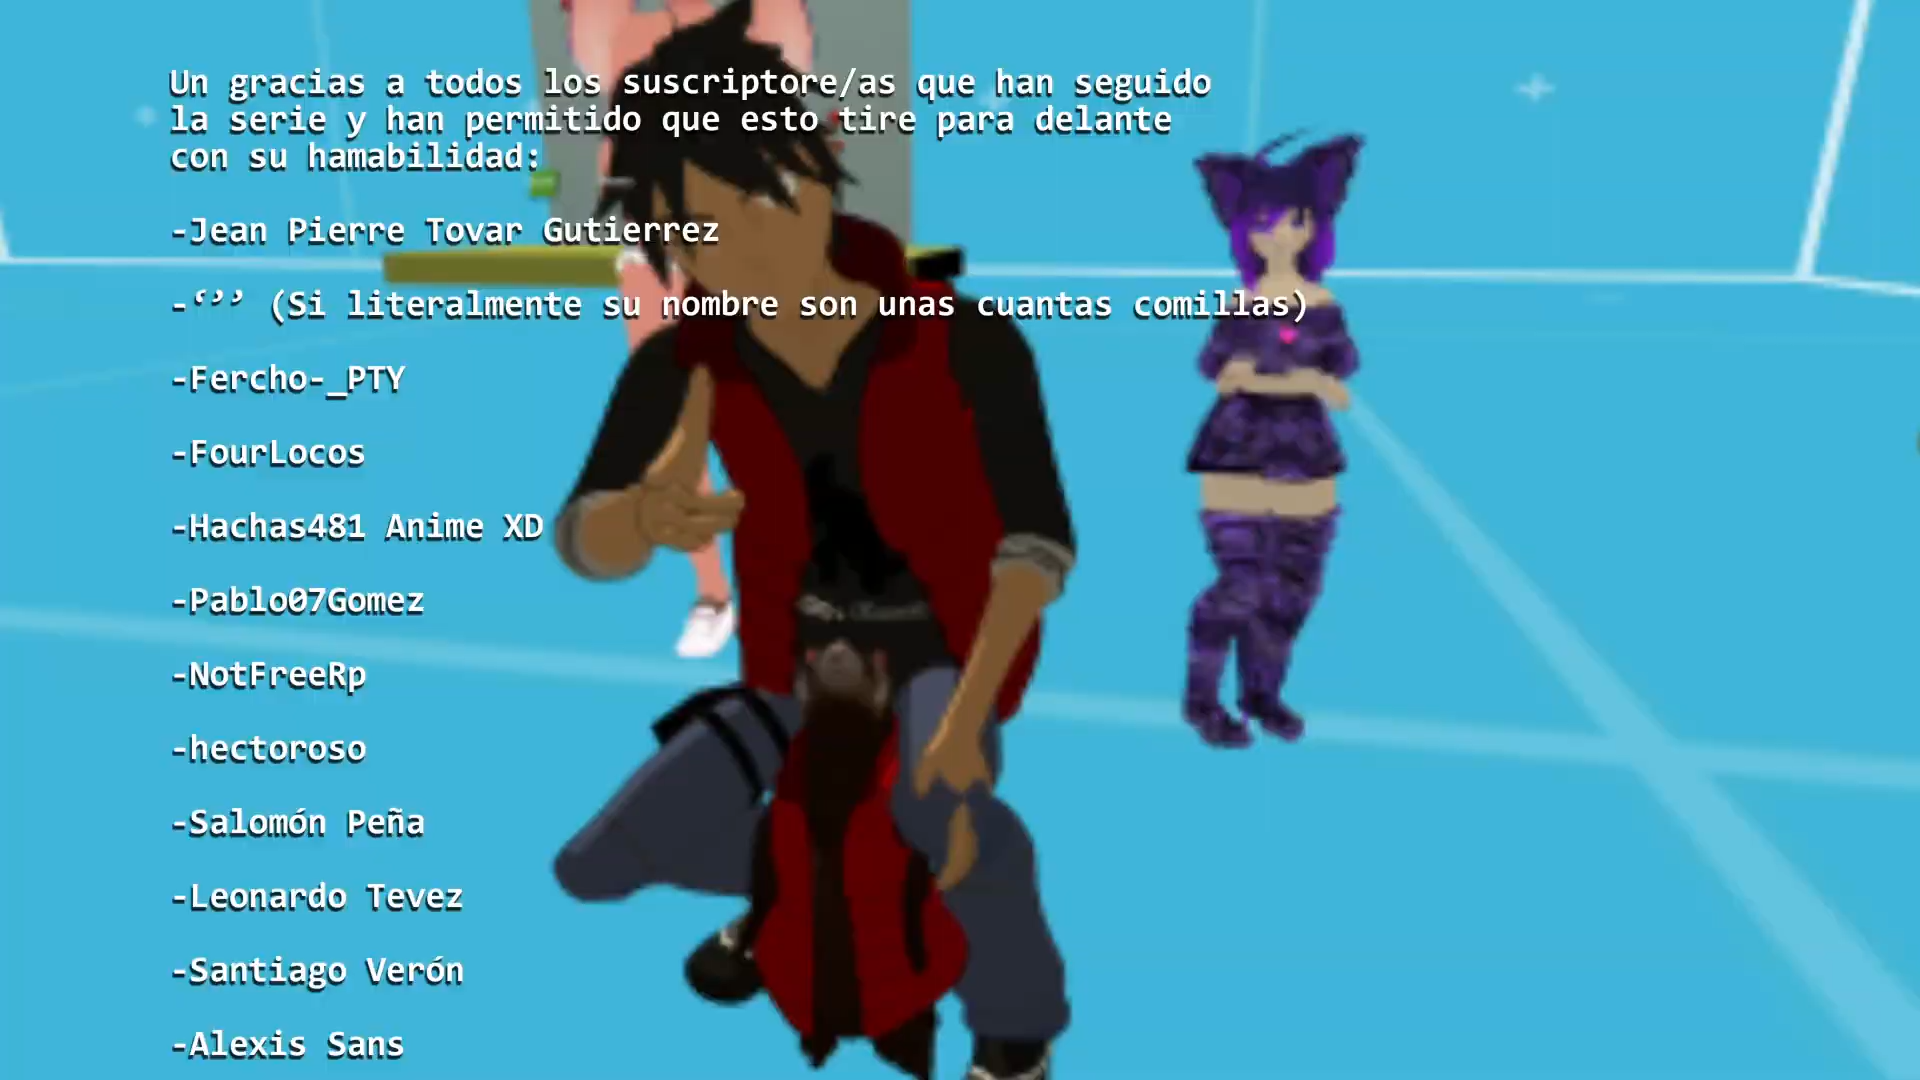 Un gracias a todos los suscriptore/as que han seguido
la serie y han permitido que esto tire para delante
con su hamabilidad:
-Jean Pierre Tovar Gutierrez
-‘’’ (Si literalmente su nombre son unas cuantas comillas)
-Fercho-_PTY
-FourLocos
-Hachas481 Anime XD
-Pablo07Gomez
-NotFreeRp
-hectoroso
-Salomón Peña
-Leonardo Tevez
-Santiago Verón
-Alexis Sans